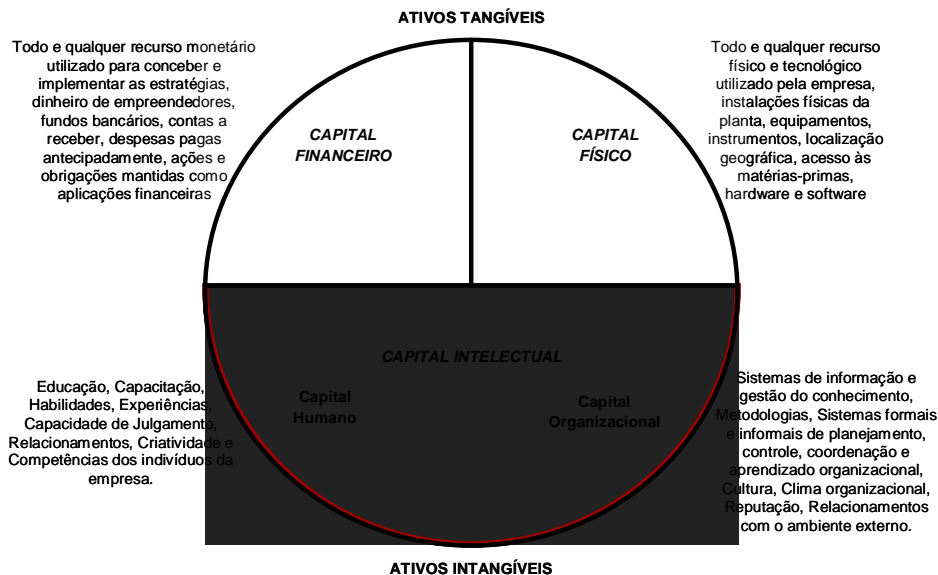 ATIVOS TANGÍVEIS
Todo e qualquer recurso monetário
utilizado para conceber e
implementar as estratégias,
dinheiro de empreendedores,
fundos bancários, contas a
receber, despesas pagas
antecipadamente, ações e
obrigações mantidas como
aplicações financeiras
CAPITAL
FINANCEIRO
CAPITAL
FÍSICO
Todo e qualquer recurso
físico e tecnológico
utilizado pela empresa,
instalações físicas da
planta, equipamentos,
instrumentos, localização
geográfica, acesso às
matérias-primas,
hardware e software
CAPITAL INTELECTUAL
Educação, Capacitação,
Habilidades, Experiências,
Capacidade de Julgamento,
Relacionamentos, Criatividade e
Competências dos indivíduos da
empresa.
Capital
Humano
Capital
Organizacional
Sistemas de informação e
gestão do conhecimento,
Metodologias, Sistemas formais
e informais de planejamento,
controle, coordenação e
aprendizado organizacional,
Cultura, Clima organizacional,
Reputação, Relacionamentos
com o ambiente externo.
ATIVOS INTANGÍVEIS